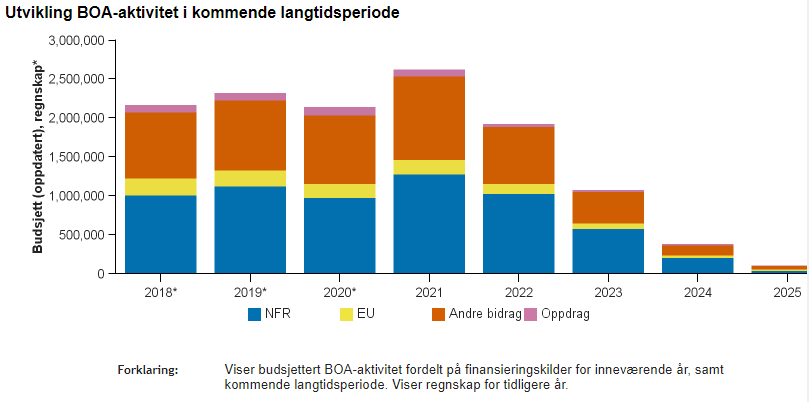 Utvikling BOA-aktivitet i kommende langtidsperiode
Budsjett (oppdatert), regnskap*
3,000,000
2,500,000
2,000,000
1,500,000
1,000,000
500,000
0
2018* 2019* 2020* 2021 2022 2023 2024 2025
NFR EU Andre bidrag Oppdrag
Forklaring: Viser budsjettert BOA-aktivitet fordelt på finansieringskilder for inneværende år, samt
kommende langtidsperiode. Viser regnskap for tidligere år.